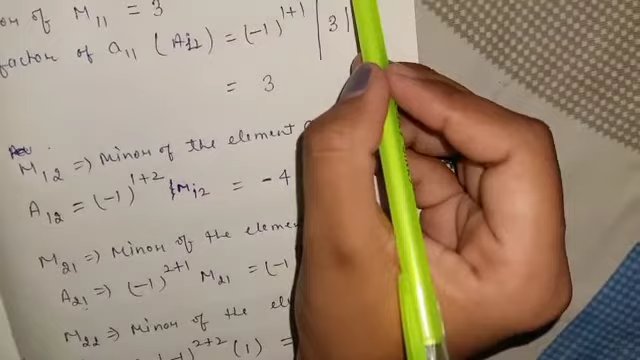 of M₁₁ = 3
factor of a₁₁ (A₁₁) = (-1)¹⁺¹ |3|
= 3
M₁₂ => Minor of the element
A₁₂ = (-1)¹⁺² M₁₂ = -4
M₂₁ => Minor of the elemen
A₂₁ => (-1)²⁺¹ M₂₁ = (-1
M₂₂ => Minor of the el
(-1)²⁺² (1) =